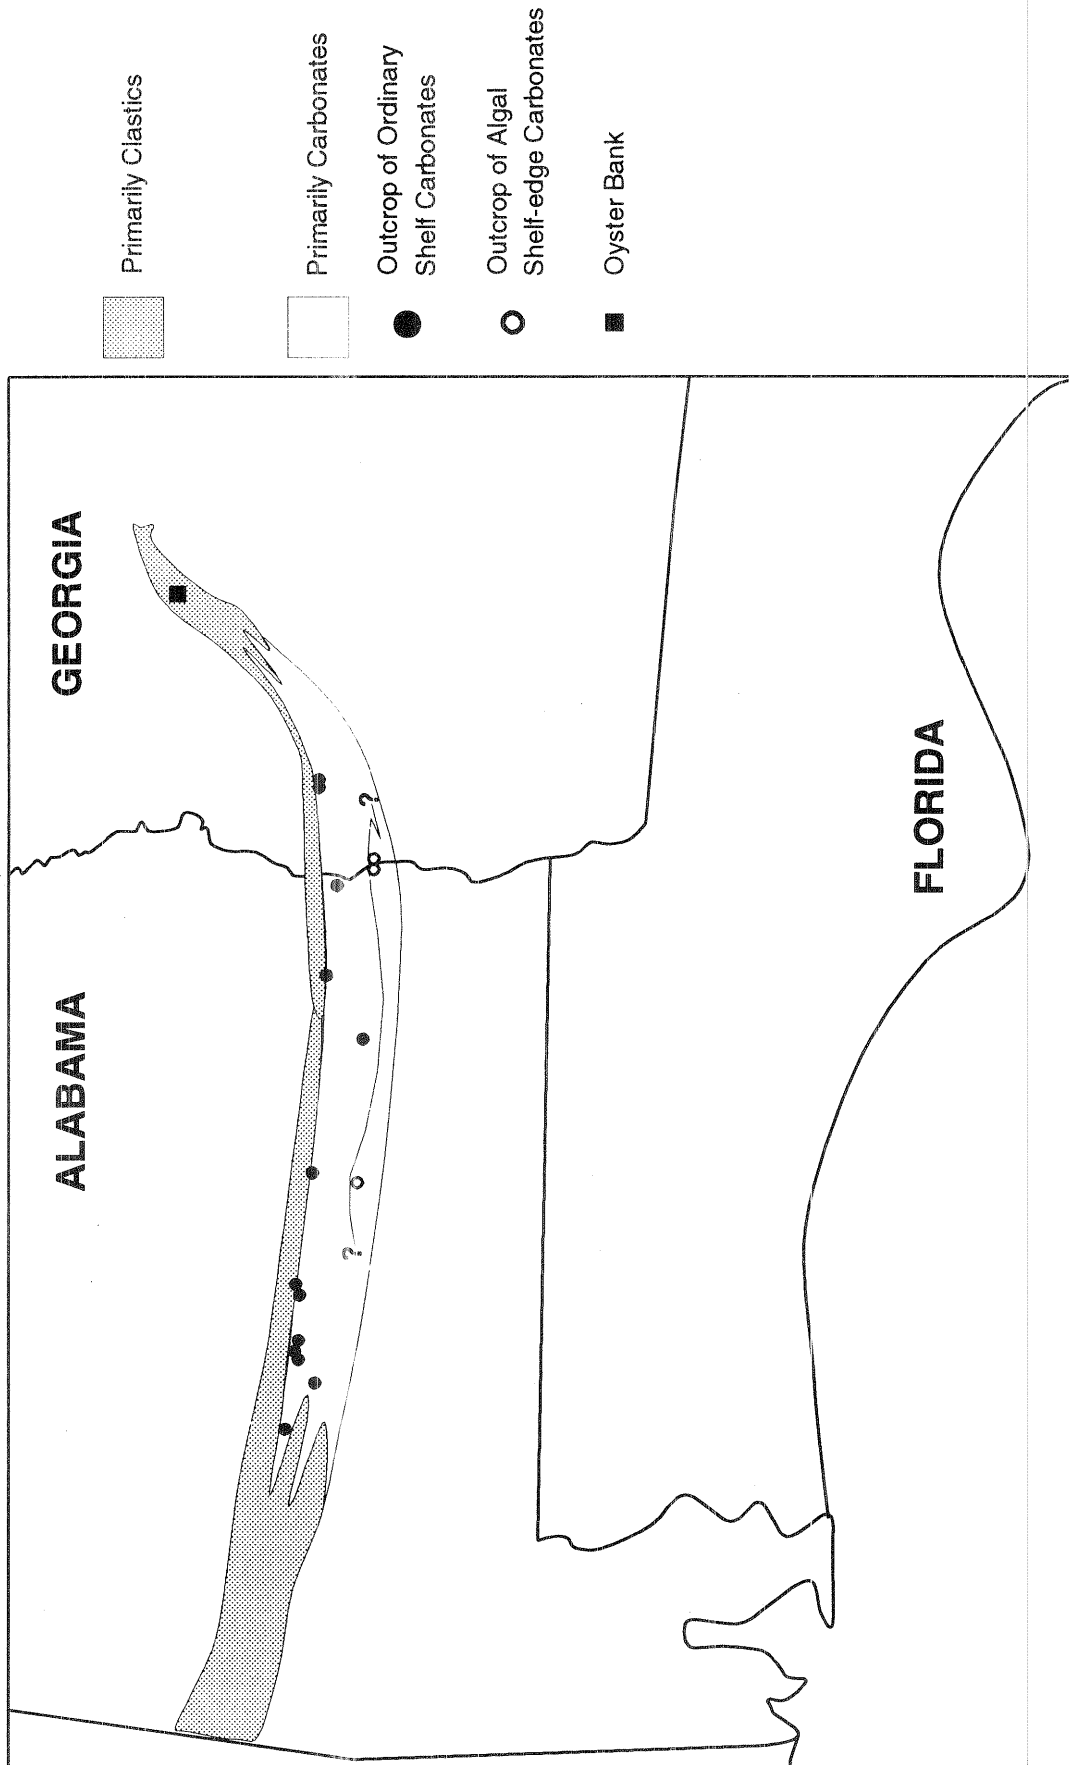 ALABAMA
GEORGIA
FLORIDA
?
?
Primarily Clastics
Primarily Carbonates
Outcrop of Ordinary
Shelf Carbonates
Outcrop of Algal
Shelf-edge Carbonates
Oyster Bank